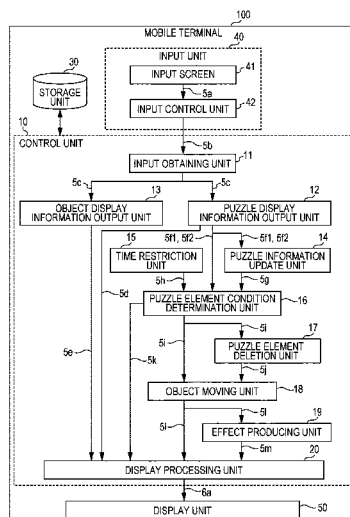 100
MOBILE TERMINAL
40
INPUT UNIT
30
INPUT SCREEN
41
5a
STORAGE UNIT
INPUT CONTROL UNIT
42
10
CONTROL UNIT
5b
INPUT OBTAINING UNIT
11
5c
5c
13
12
OBJECT DISPLAY INFORMATION OUTPUT UNIT
PUZZLE DISPLAY INFORMATION OUTPUT UNIT
15
5f1, 5f2
5f1, 5f2
14
TIME RESTRICTION UNIT
PUZZLE INFORMATION UPDATE UNIT
5h
5g
16
5d
PUZZLE ELEMENT CONDITION DETERMINATION UNIT
5e
5k
5i
5i
17
PUZZLE ELEMENT DELETION UNIT
5j
18
OBJECT MOVING UNIT
5l
19
5l
EFFECT PRODUCING UNIT
5m
20
DISPLAY PROCESSING UNIT
6a
DISPLAY UNIT
50